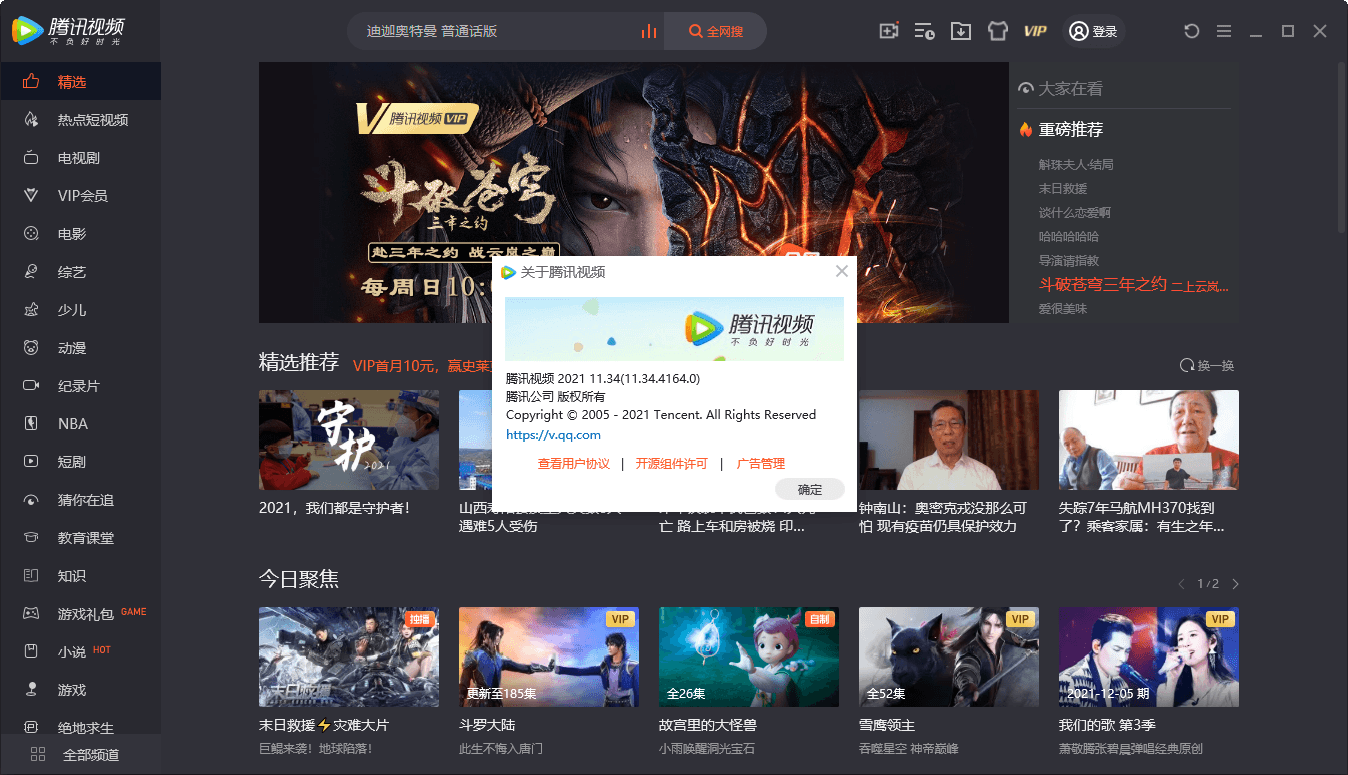 腾讯视频
不负好时光
迪迦奥特曼 普通话版
全网搜
VIP
登录
精选
热点短视频
电视剧
VIP会员
电影
综艺
少儿
动漫
纪录片
NBA
短剧
猜你在追
教育课堂
知识
游戏礼包 GAME
小说 HOT
游戏
绝地求生
全部频道
腾讯视频 VIP
斗破苍穹
三年之约
赴三年之约 战云岚之巅
每周日10:
大家在看
重磅推荐
斛珠夫人·结局
末日救援
谈什么恋爱啊
哈哈哈哈哈
导演请指教
斗破苍穹三年之约 二上云岚...
爱很美味
关于腾讯视频
腾讯视频
不负好时光
腾讯视频 2021 11.34(11.34.4164.0)
腾讯公司 版权所有
Copyright © 2005 - 2021 Tencent. All Rights Reserved
https://v.qq.com
查看用户协议 | 开源组件许可 | 广告管理
确定
精选推荐
VIP首月10元，赢史莱
换一换
守护
2021
2021，我们都是守护者！
山西
遇难5人受伤
亡 路上车和房被烧 印...
钟南山：奥密克戎没那么可
怕 现有疫苗仍具保护效力
失踪7年马航MH370找到
了？乘客家属：有生之年...
今日聚焦
1/2
独播
末日救援
末日救援⚡灾难大片
巨鲲来袭！地球陷落！
VIP
更新至185集
斗罗大陆
此生不悔入唐门
自制
全26集
故宫里的大怪兽
小雨唤醒洞光宝石
VIP
全52集
雪鹰领主
吞噬星空 神帝巅峰
VIP
2021-12-05 期
我们的歌 第3季
萧敬腾张碧晨弹唱经典原创